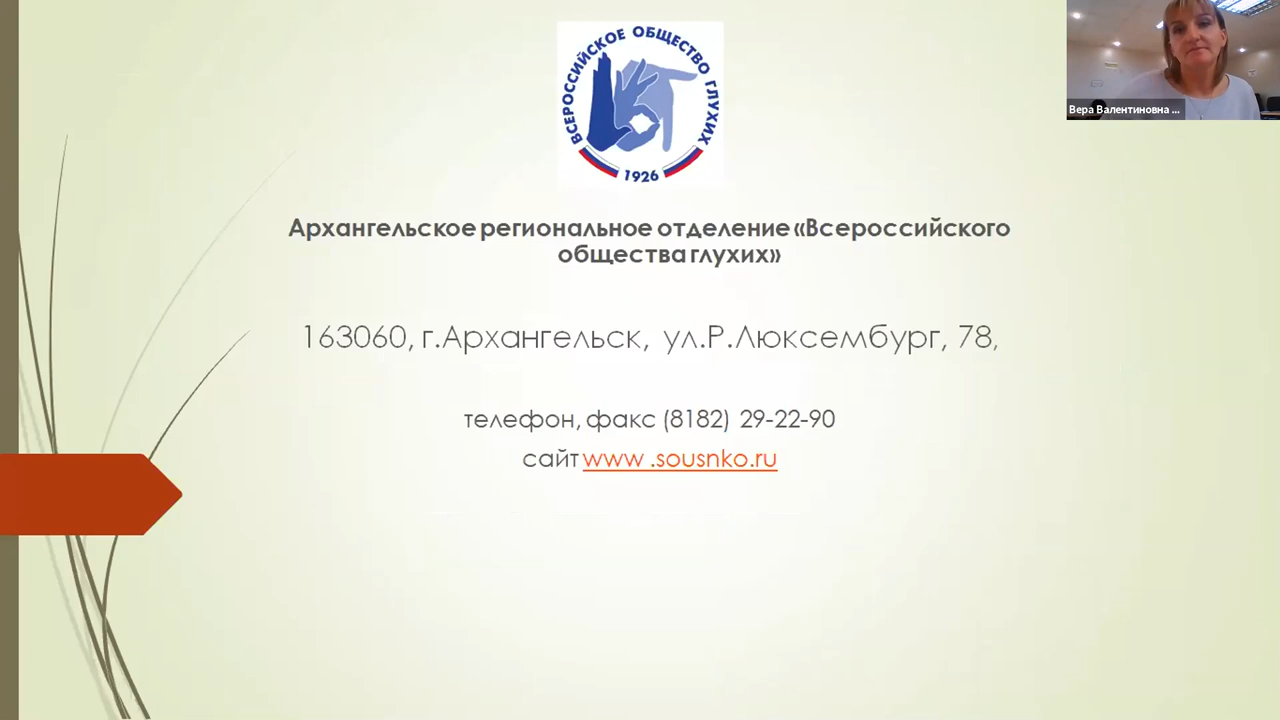 ВСЕРОССИЙСКОЕ ОБЩЕСТВО ГЛУХИХ
1926
Вера Валентиновна ...
Архангельское региональное отделение «Всероссийского
общества глухих»
163060, г.Архангельск, ул.Р.Люксембург, 78,
телефон, факс (8182) 29-22-90
сайт www .sousnko.ru